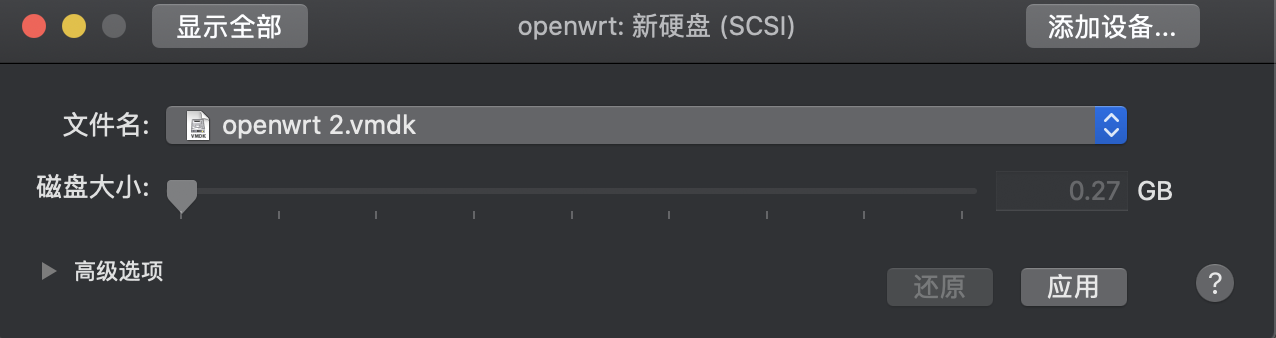 显示全部 openwrt: 新硬盘 (SCSI) 添加设备...
文件名: VMDK openwrt 2.vmdk
磁盘大小: 0.27 GB
高级选项 还原 应用 ?